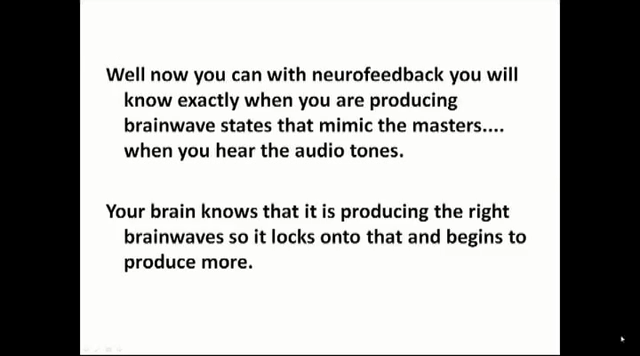 Well now you can with neurofeedback you will
know exactly when you are producing
brainwave states that mimic the masters....
when you hear the audio tones.
Your brain knows that it is producing the right
brainwaves so it locks onto that and begins to
produce more.